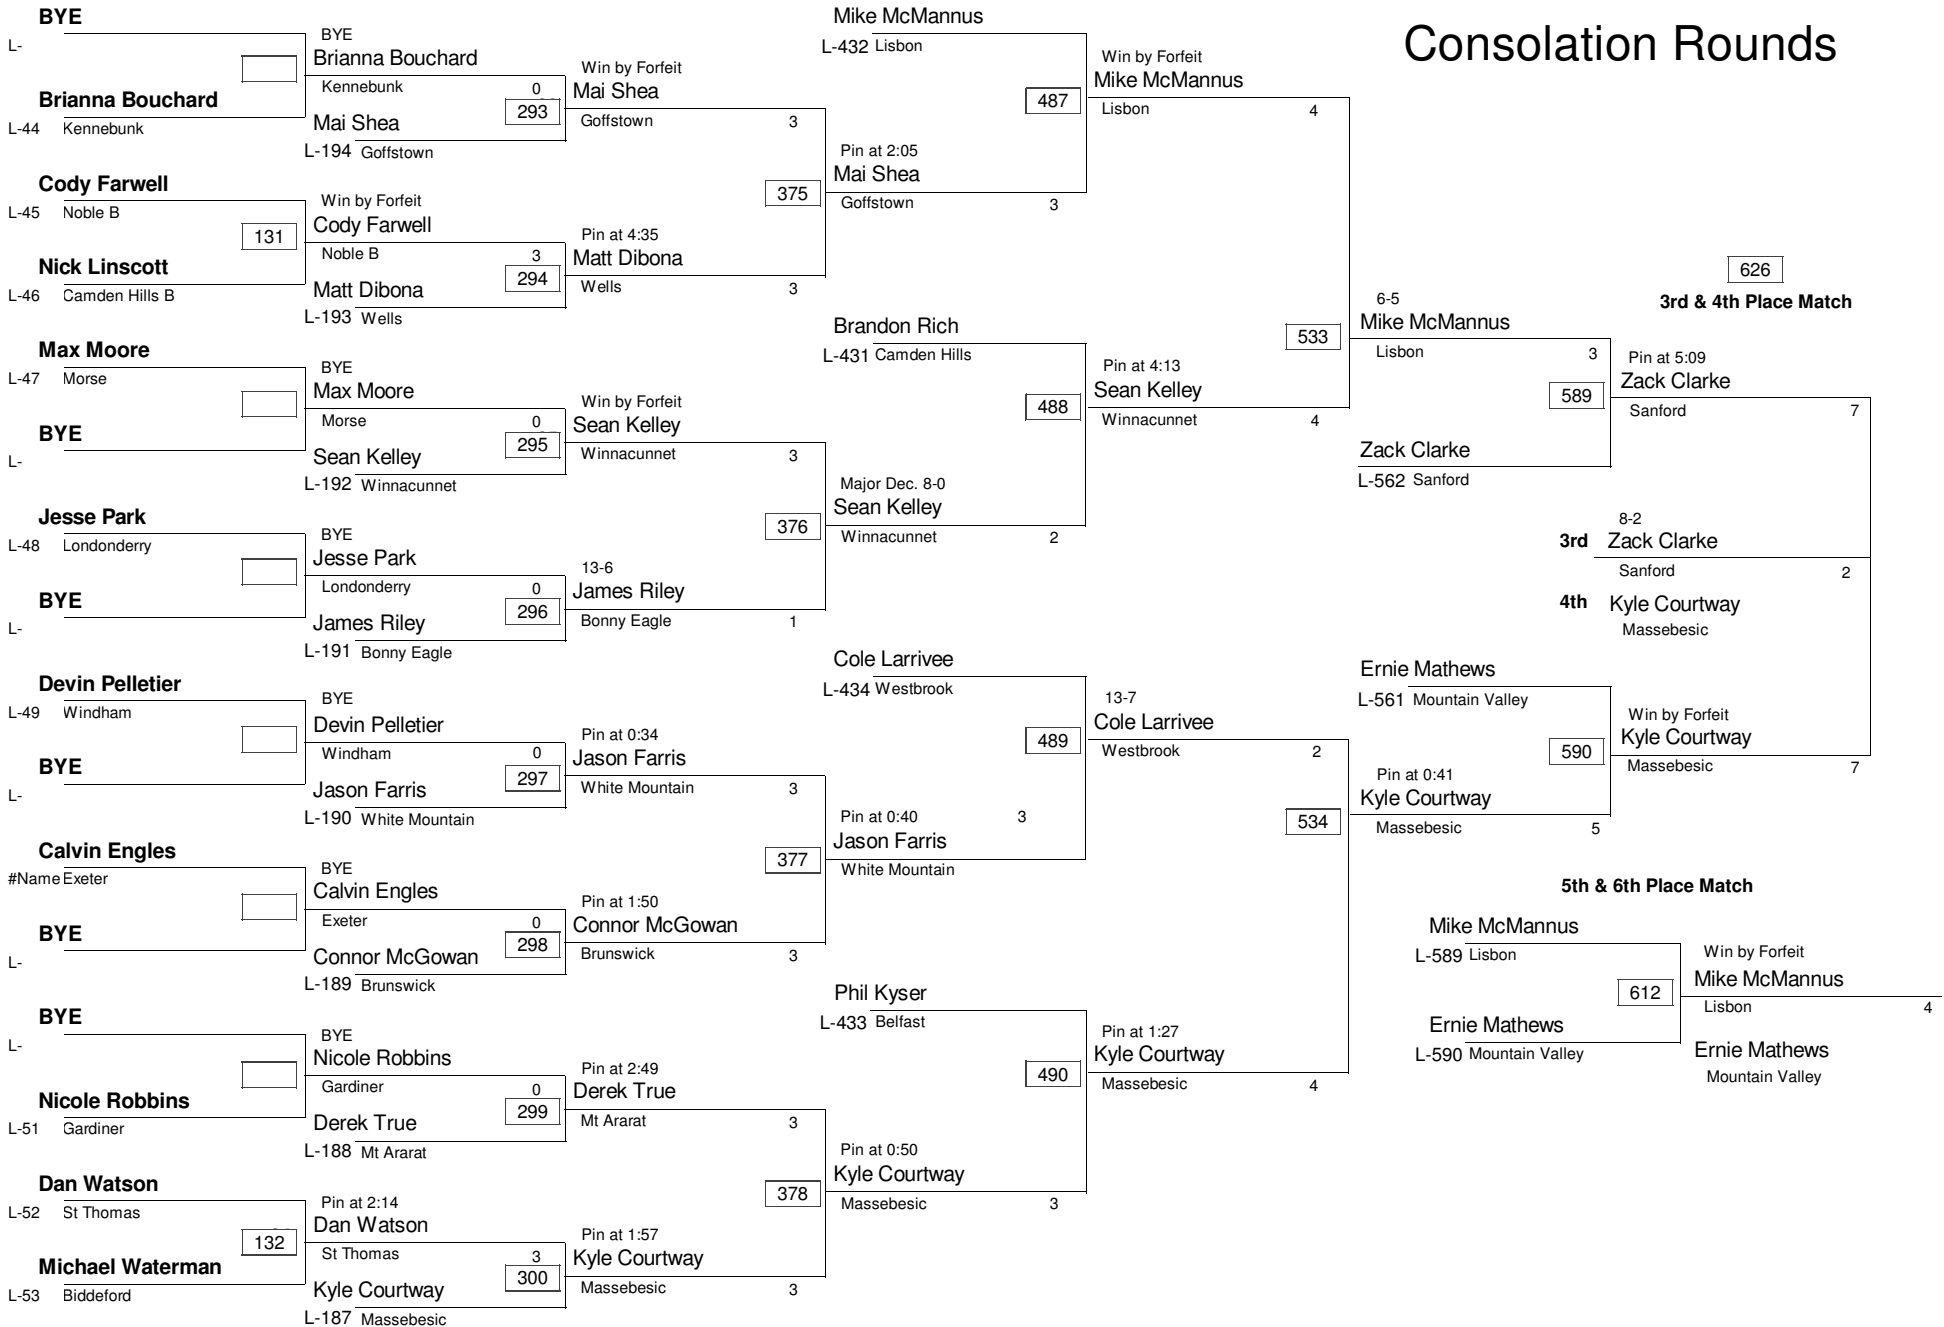 Consolation Rounds
BYE
L-
Brianna Bouchard
L-44 Kennebunk
Cody Farwell
L-45 Noble B
131
Nick Linscott
L-46 Camden Hills B
Max Moore
L-47 Morse
BYE
L-
Jesse Park
L-48 Londonderry
BYE
L-
Devin Pelletier
L-49 Windham
BYE
L-
Calvin Engles
#Name Exeter
BYE
L-
BYE
L-
Nicole Robbins
L-51 Gardiner
Dan Watson
L-52 St Thomas
132
Michael Waterman
L-53 Biddeford
BYE
Brianna Bouchard
Kennebunk 0
293
Mai Shea
L-194 Goffstown
Win by Forfeit
Cody Farwell
Noble B 3
294
Matt Dibona
L-193 Wells
BYE
Max Moore
Morse 0
295
Sean Kelley
L-192 Winnacunnet
BYE
Jesse Park
Londonderry 0
296
James Riley
L-191 Bonny Eagle
BYE
Devin Pelletier
Windham 0
297
Jason Farris
L-190 White Mountain
BYE
Calvin Engles
Exeter 0
298
Connor McGowan
L-189 Brunswick
BYE
Nicole Robbins
Gardiner 0
299
Derek True
L-188 Mt Ararat
Pin at 2:14
Dan Watson
St Thomas 3
300
Kyle Courtway
L-187 Massebesic
Win by Forfeit
Mai Shea
Goffstown 3
375
Pin at 4:35
Matt Dibona
Wells 3
Win by Forfeit
Sean Kelley
Winnacunnet 3
376
13-6
James Riley
Bonny Eagle 1
Pin at 0:34
Jason Farris
White Mountain 3
377
Pin at 1:50
Connor McGowan
Brunswick 3
Pin at 2:49
Derek True
Mt Ararat 3
378
Pin at 1:57
Kyle Courtway
Massebesic 3
Mike McMannus
L-432 Lisbon
487
Pin at 2:05
Mai Shea
Goffstown 3
Brandon Rich
L-431 Camden Hills
488
Major Dec. 8-0
Sean Kelley
Winnacunnet 2
Cole Larrivee
L-434 Westbrook
489
Pin at 0:40 3
Jason Farris
White Mountain
Phil Kyser
L-433 Belfast
490
Pin at 0:50
Kyle Courtway
Massebesic 3
Win by Forfeit
Mike McMannus
Lisbon 4
533
Pin at 4:13
Sean Kelley
Winnacunnet 4
13-7
Cole Larrivee
Westbrook 2
534
Pin at 1:27
Kyle Courtway
Massebesic 4
6-5
Mike McMannus
Lisbon 3
589
Zack Clarke
L-562 Sanford
Ernie Mathews
L-561 Mountain Valley
590
Pin at 0:41
Kyle Courtway
Massebesic 5
626
3rd & 4th Place Match
Pin at 5:09
Zack Clarke
Sanford 7
8-2
3rd Zack Clarke
Sanford 2
4th Kyle Courtway
Massebesic
Win by Forfeit
Kyle Courtway
Massebesic 7
5th & 6th Place Match
Mike McMannus
L-589 Lisbon
612
Ernie Mathews
L-590 Mountain Valley
Win by Forfeit
Mike McMannus
Lisbon 4
Ernie Mathews
Mountain Valley